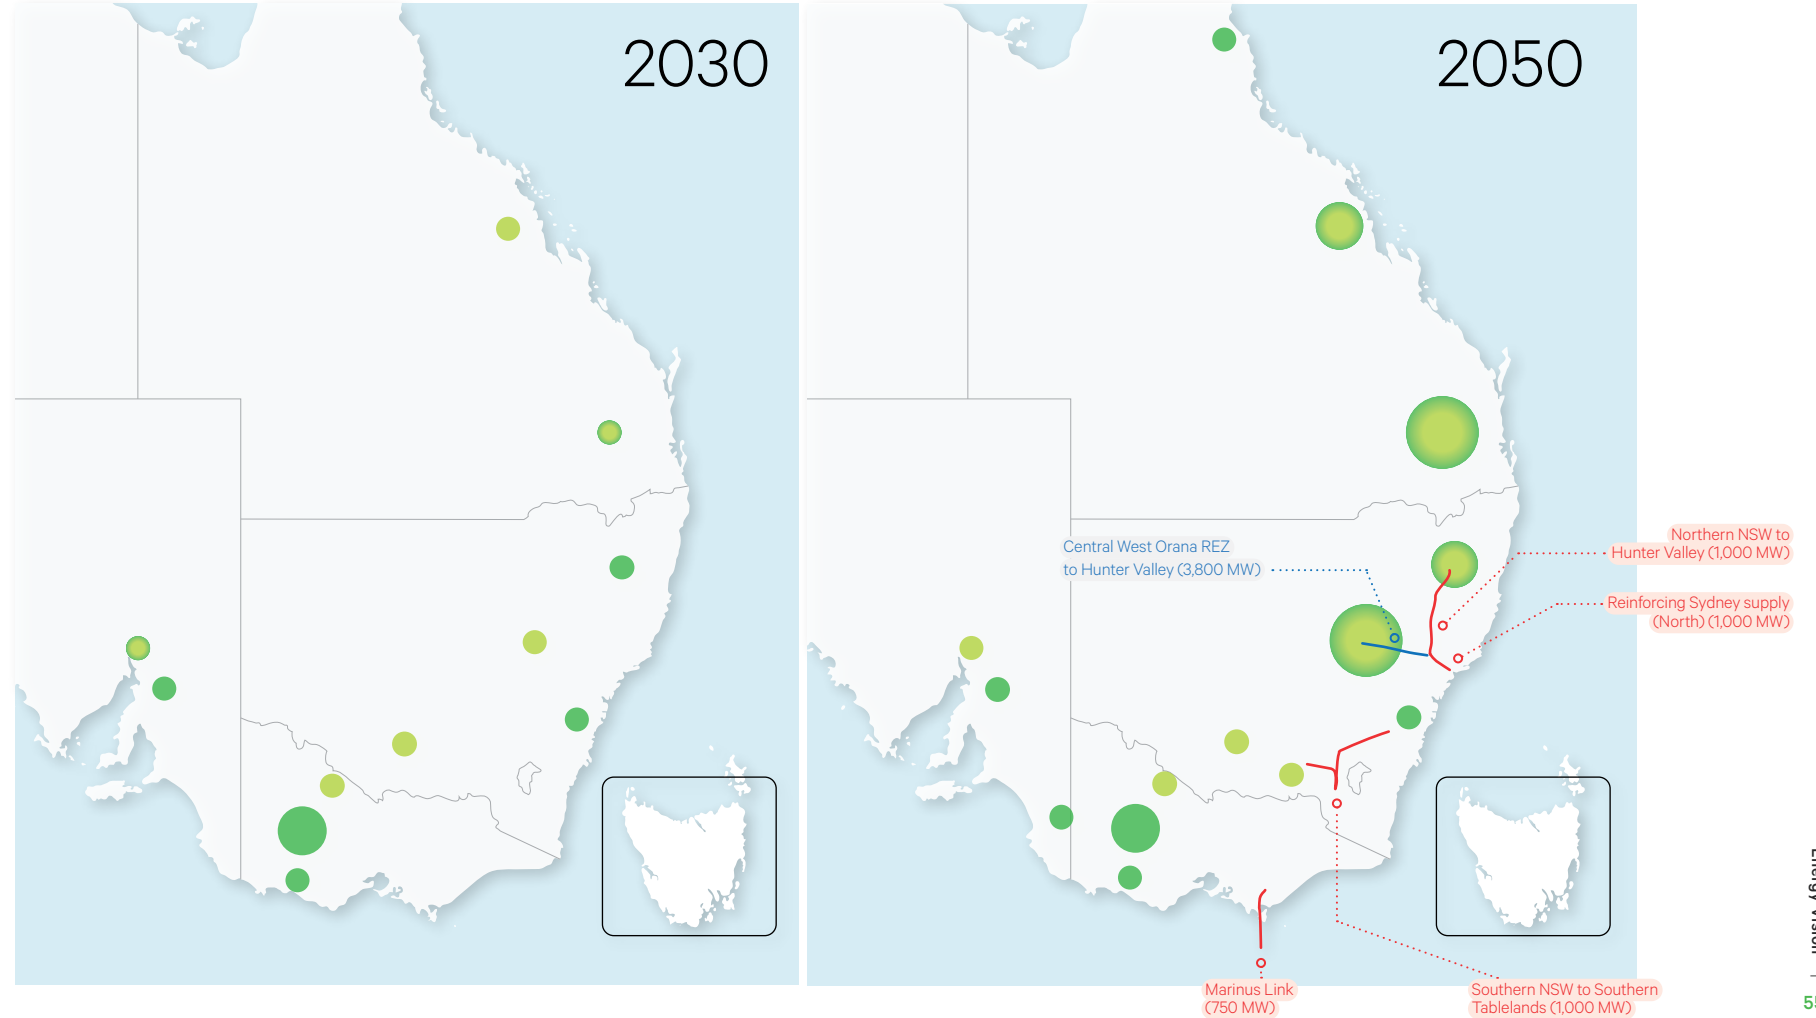 2030
2050
Central West Orana REZ
to Hunter Valley (3,800 MW)
Northern NSW to
Hunter Valley (1,000 MW)
Reinforcing Sydney supply
(North) (1,000 MW)
Marinus Link
(750 MW)
Southern NSW to Southern
Tablelands (1,000 MW)
Energy Vision